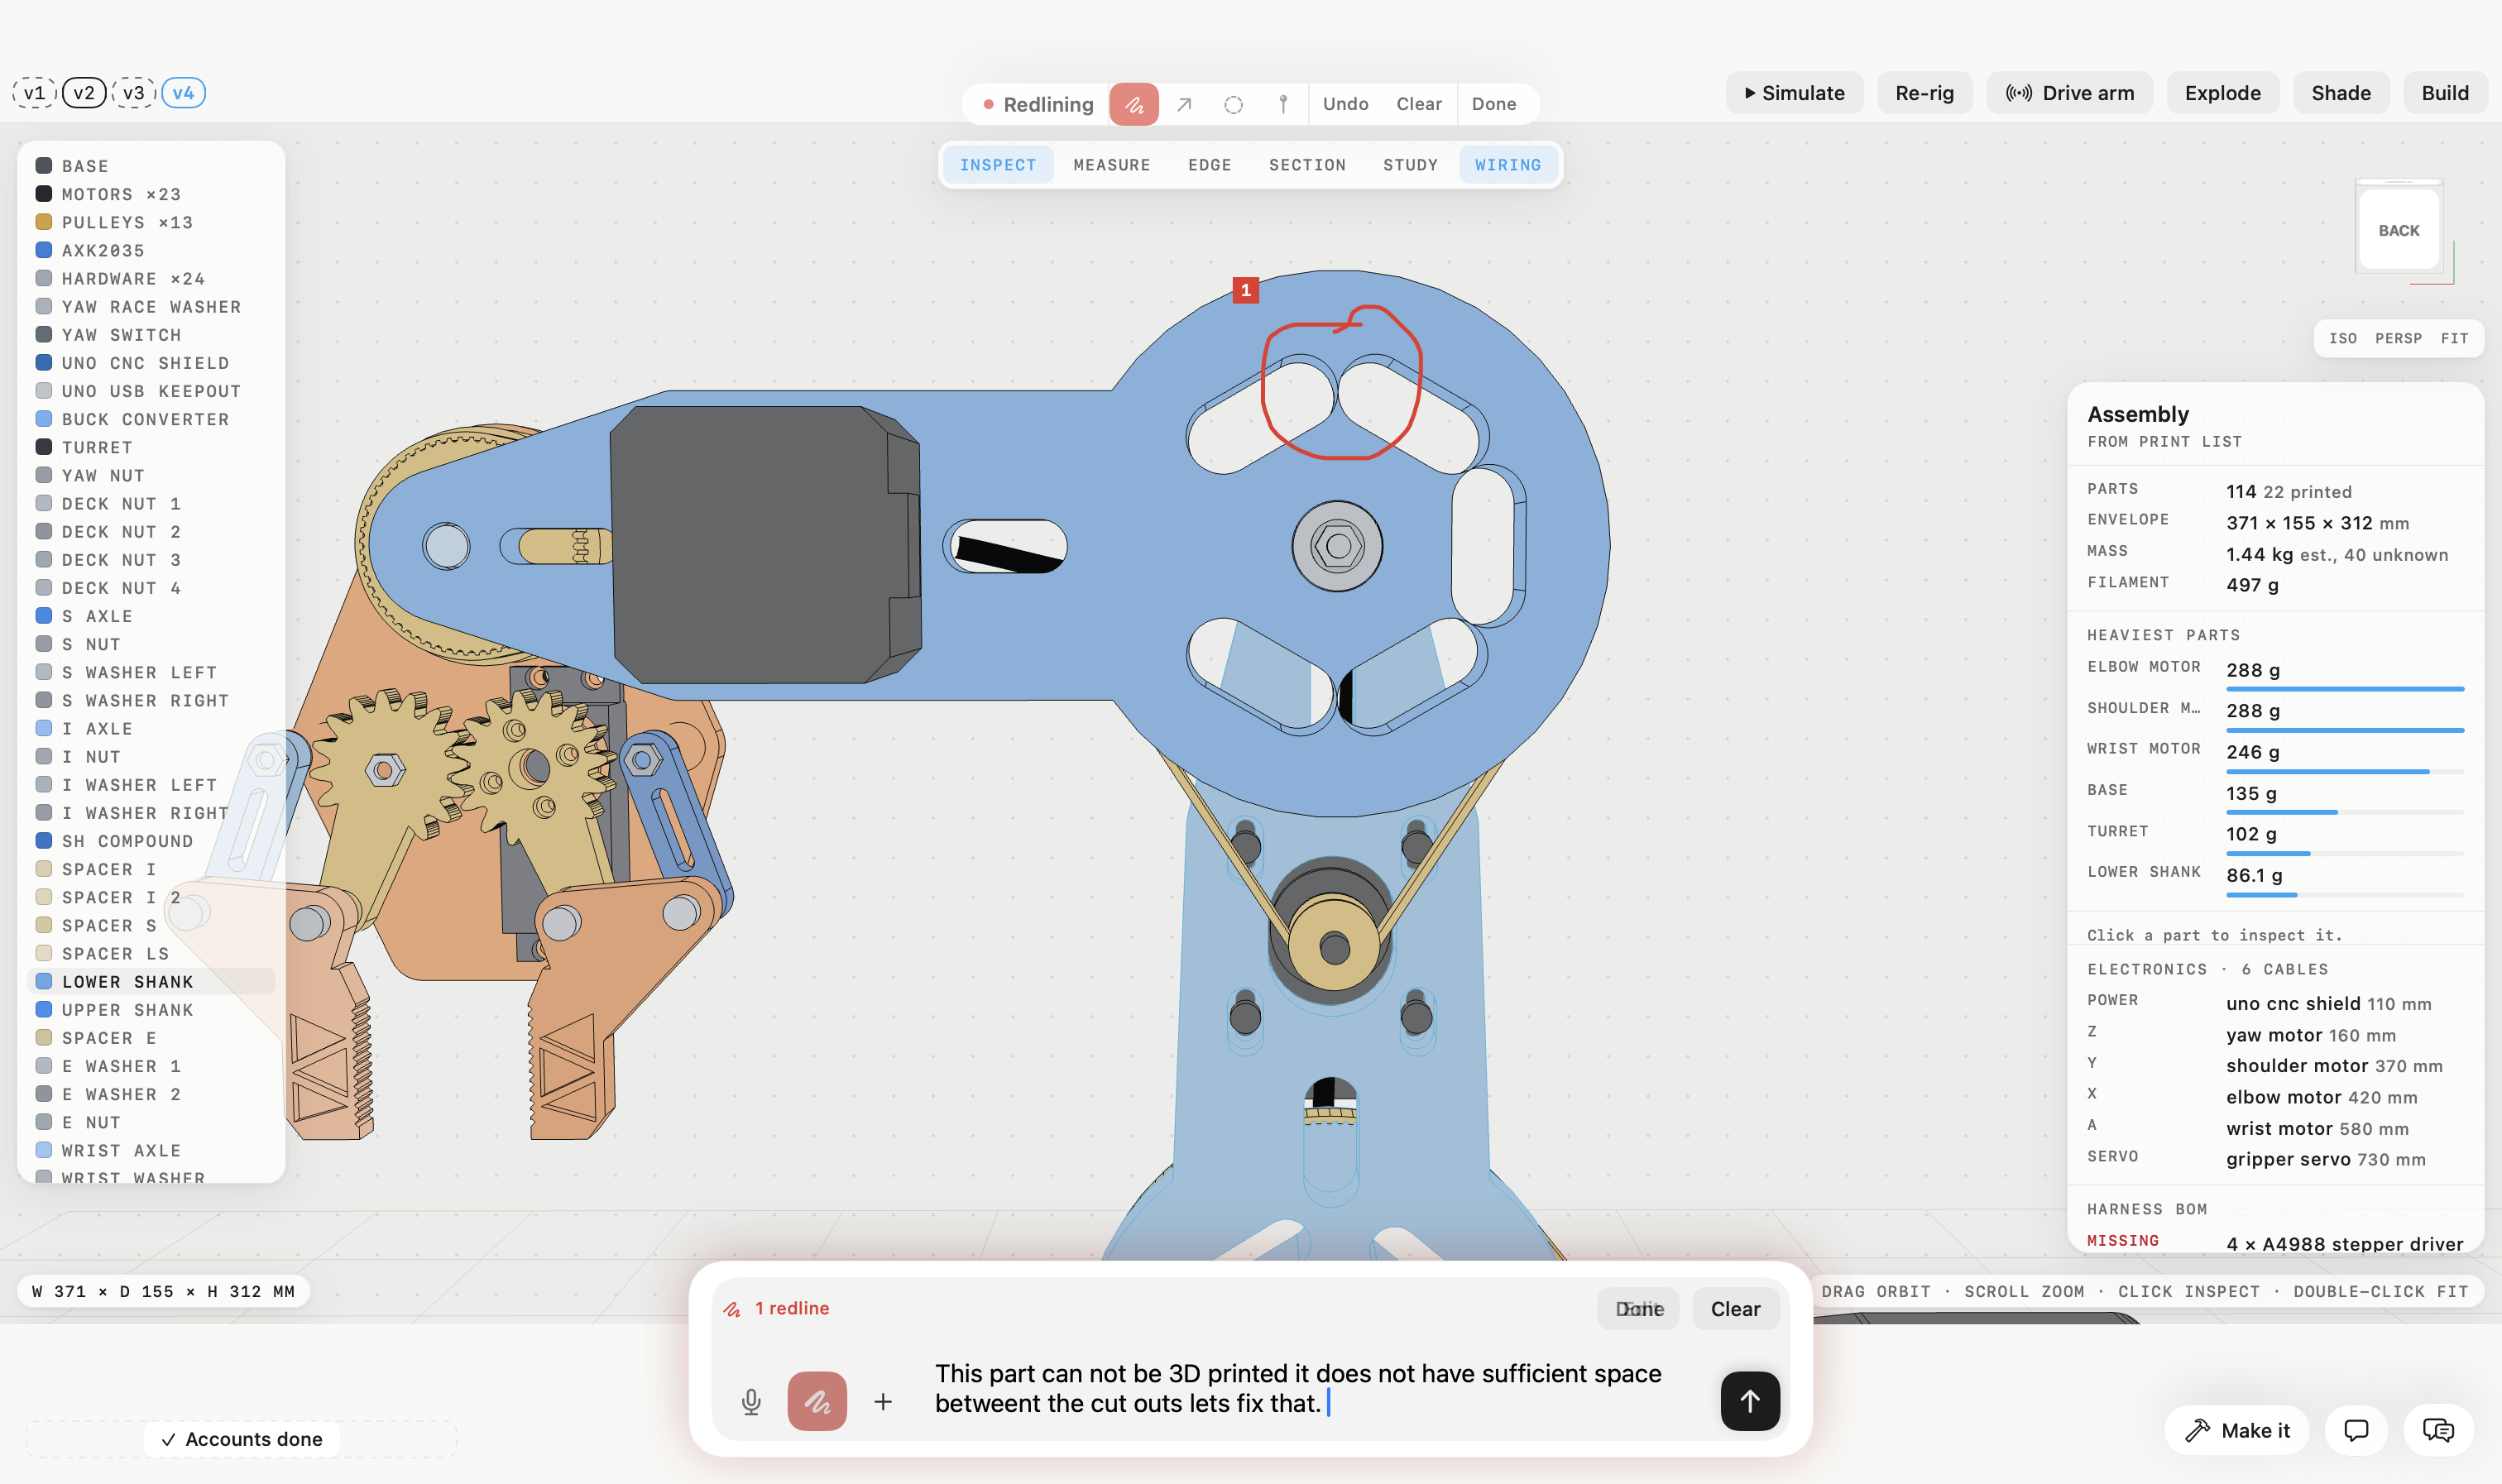 v1 v2 v3 v4
Redlining Undo Clear Done
Simulate Re-rig Drive arm Explode Shade Build
INSPECT MEASURE EDGE SECTION STUDY WIRING
BASE
MOTORS ×23
PULLEYS ×13
AXK2035
HARDWARE ×24
YAW RACE WASHER
YAW SWITCH
UNO CNC SHIELD
UNO USB KEEPOUT
BUCK CONVERTER
TURRET
YAW NUT
DECK NUT 1
DECK NUT 2
DECK NUT 3
DECK NUT 4
S AXLE
S NUT
S WASHER LEFT
S WASHER RIGHT
I AXLE
I NUT
I WASHER LEFT
I WASHER RIGHT
SH COMPOUND
SPACER I
SPACER I 2
SPACER S
SPACER LS
LOWER SHANK
UPPER SHANK
SPACER E
E WASHER 1
E WASHER 2
E NUT
WRIST AXLE
WRIST WASHER
1
BACK
ISO PERSP FIT
Assembly
FROM PRINT LIST
PARTS 114 22 printed
ENVELOPE 371 × 155 × 312 mm
MASS 1.44 kg est., 40 unknown
FILAMENT 497 g
HEAVIEST PARTS
ELBOW MOTOR 288 g
SHOULDER M… 288 g
WRIST MOTOR 246 g
BASE 135 g
TURRET 102 g
LOWER SHANK 86.1 g
Click a part to inspect it.
ELECTRONICS · 6 CABLES
POWER uno cnc shield 110 mm
Z yaw motor 160 mm
Y shoulder motor 370 mm
X elbow motor 420 mm
A wrist motor 580 mm
SERVO gripper servo 730 mm
HARNESS BOM
MISSING 4 × A4988 stepper driver
W 371 × D 155 × H 312 MM
DRAG ORBIT · SCROLL ZOOM · CLICK INSPECT · DOUBLE-CLICK FIT
1 redline Done Clear
This part can not be 3D printed it does not have sufficient space
betweent the cut outs lets fix that.
Accounts done
Make it